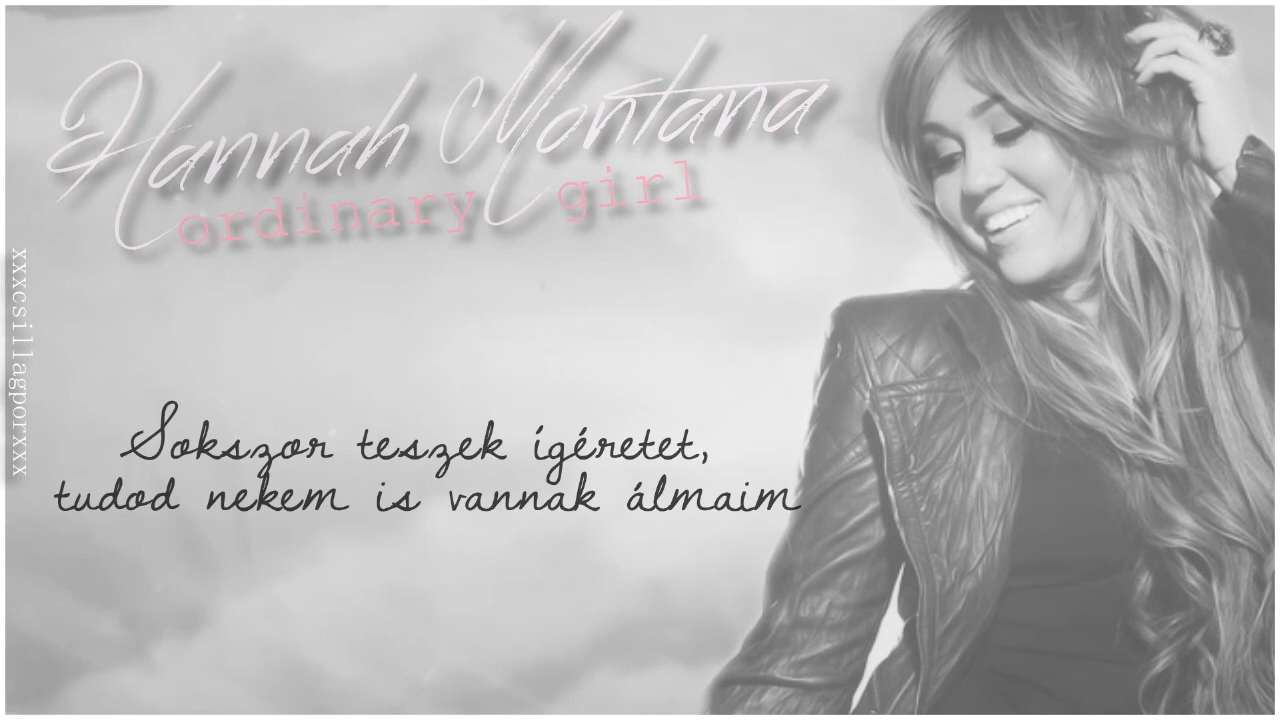 Hannah Montana
ordinary girl
xxxcsillagporxxx
Sokszor teszek ígéretet,
tudod nekem is vannak álmaim